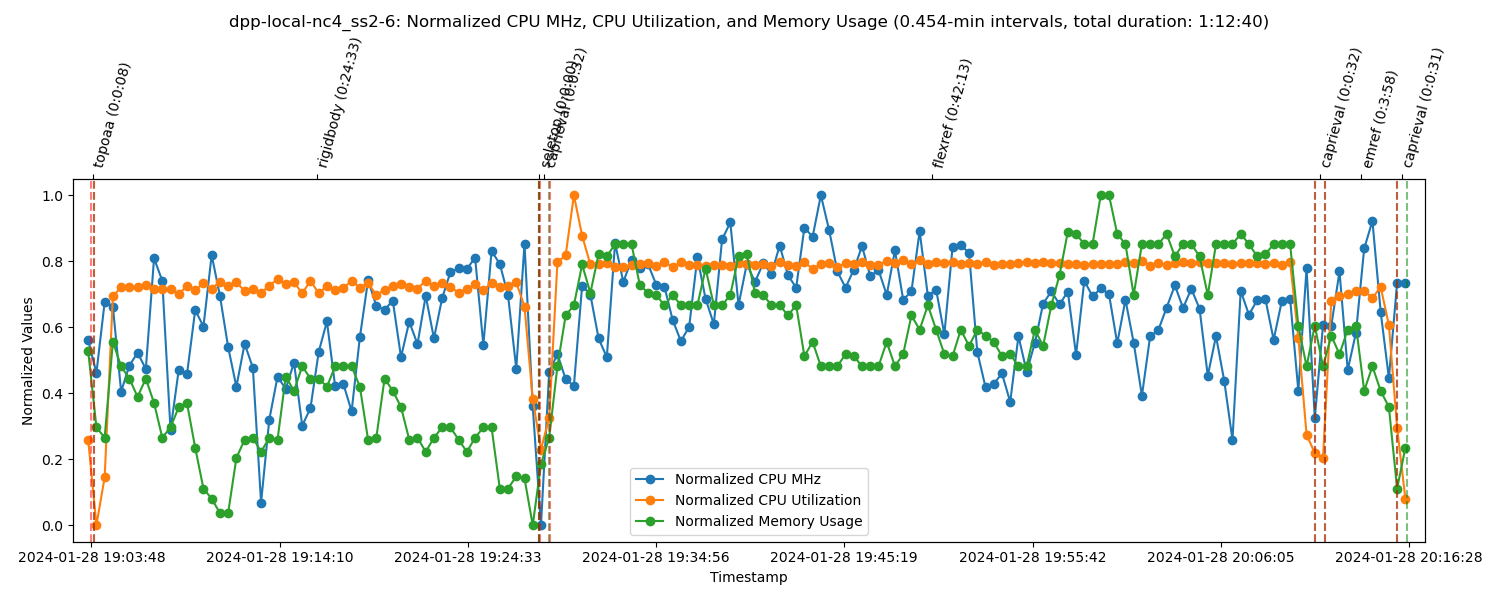 dpp-local-nc4_ss2-6: Normalized CPU MHz, CPU Utilization, and Memory Usage (0.454-min intervals, total duration: 1:12:40)
topoaa (0:0:08)
rigidbody (0:24:33)
seletop (0:0:00)
caprieval (0:0:32)
flexref (0:42:13)
caprieval (0:0:32)
emref (0:3:58)
caprieval (0:0:31)
Normalized Values
1.0
0.8
0.6
0.4
0.2
0.0
Normalized CPU MHz
Normalized CPU Utilization
Normalized Memory Usage
2024-01-28 19:03:48
2024-01-28 19:14:10
2024-01-28 19:24:33
2024-01-28 19:34:56
2024-01-28 19:45:19
2024-01-28 19:55:42
2024-01-28 20:06:05
2024-01-28 20:16:28
Timestamp